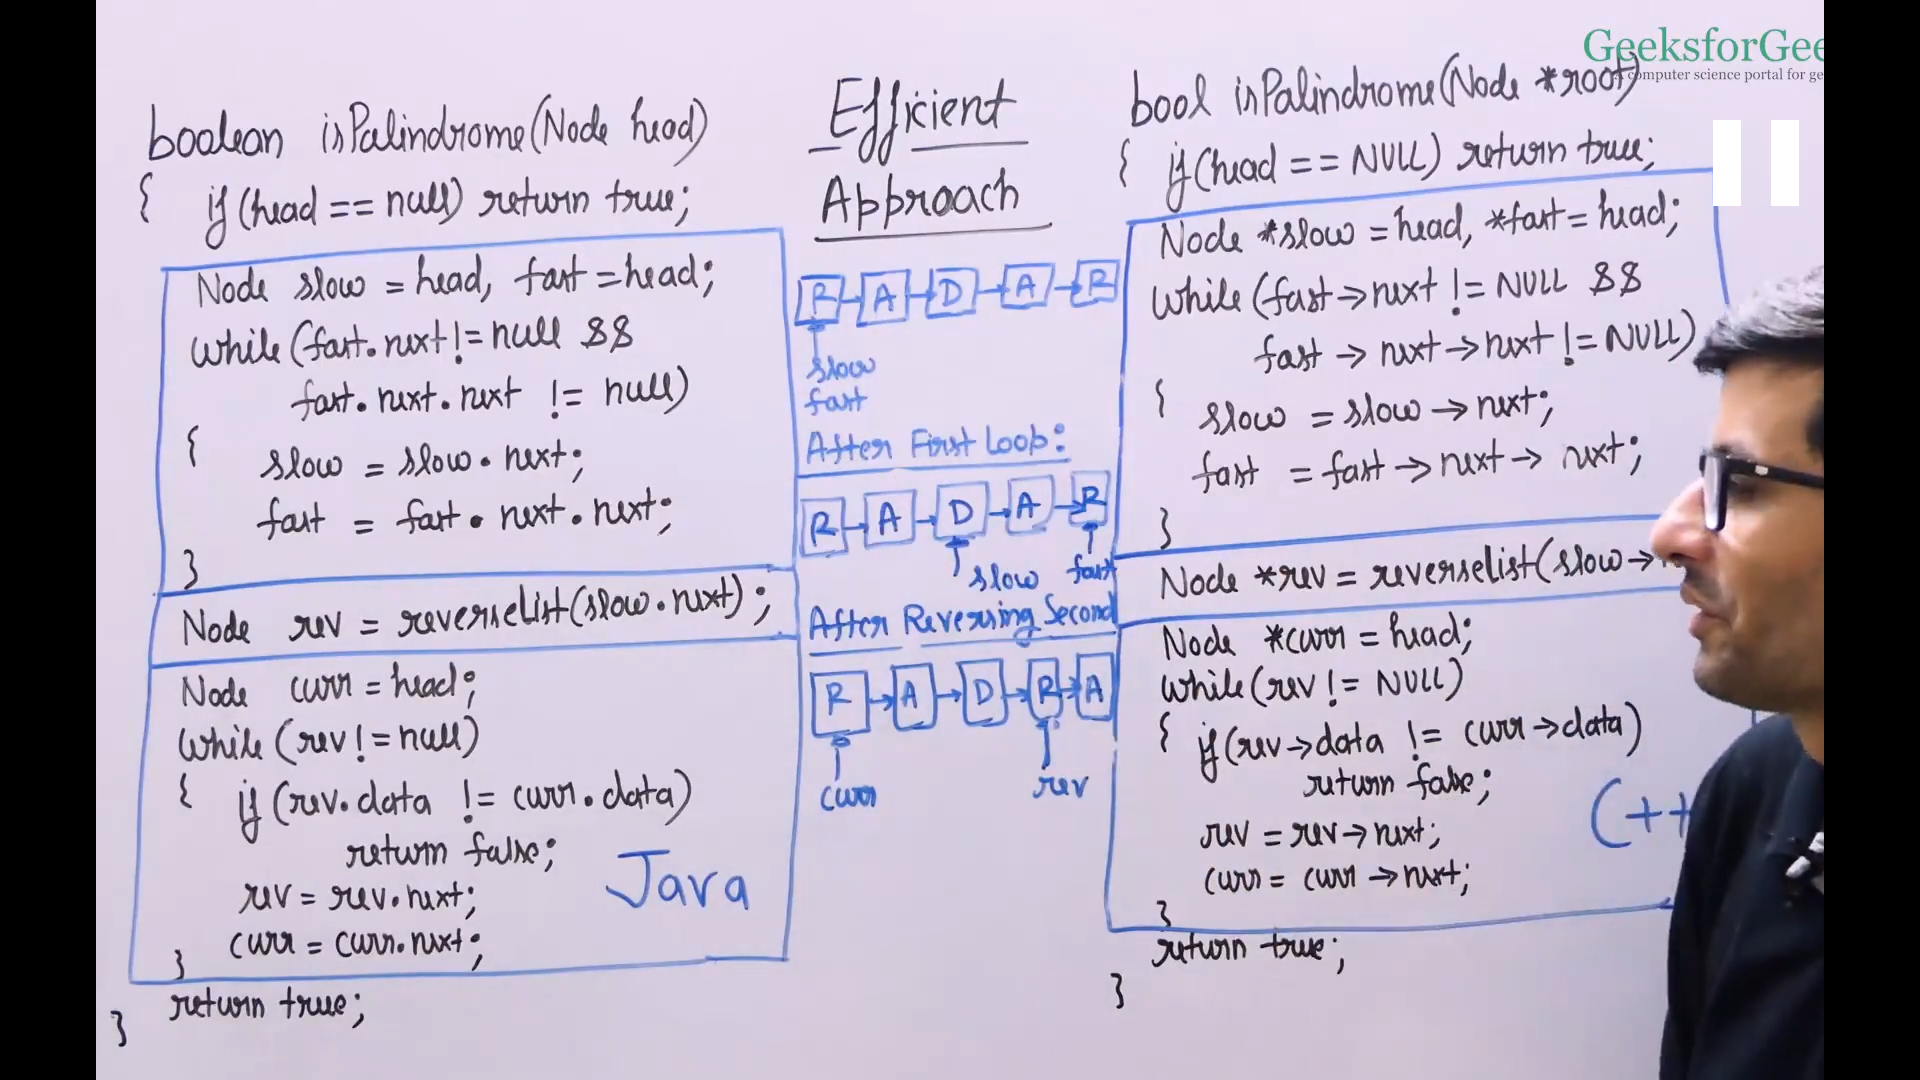 GeeksforGee
A computer science portal for ge
boolean isPalindrome(Node head)
{ if(head == null) return true;
Node slow = head, fast = head;
while(fast.next != null &&
fast.next.next != null)
{ slow = slow.next;
fast = fast.next.next;
}
Node rev = reverseList(slow.next);
Node curr = head;
while(rev != null)
{ if(rev.data != curr.data)
return false;
rev = rev.next;
curr = curr.next;
}
return true;
}
Java
Efficient
Approach
R A D A R
slow
fast
After First Loop:
R A D A R
slow fast
After Reversing Second
R A D R A
curr rev
bool isPalindrome(Node *root)
{ if(head == NULL) return true;
Node *slow = head, *fast = head;
while(fast→next != NULL &&
fast→next→next != NULL)
{ slow = slow→next;
fast = fast→next→next;
}
Node *rev = reverseList(slow→
Node *curr = head;
while(rev != NULL)
{ if(rev→data != curr→data)
return false;
rev = rev→next;
curr = curr→next;
}
return true;
}
C++